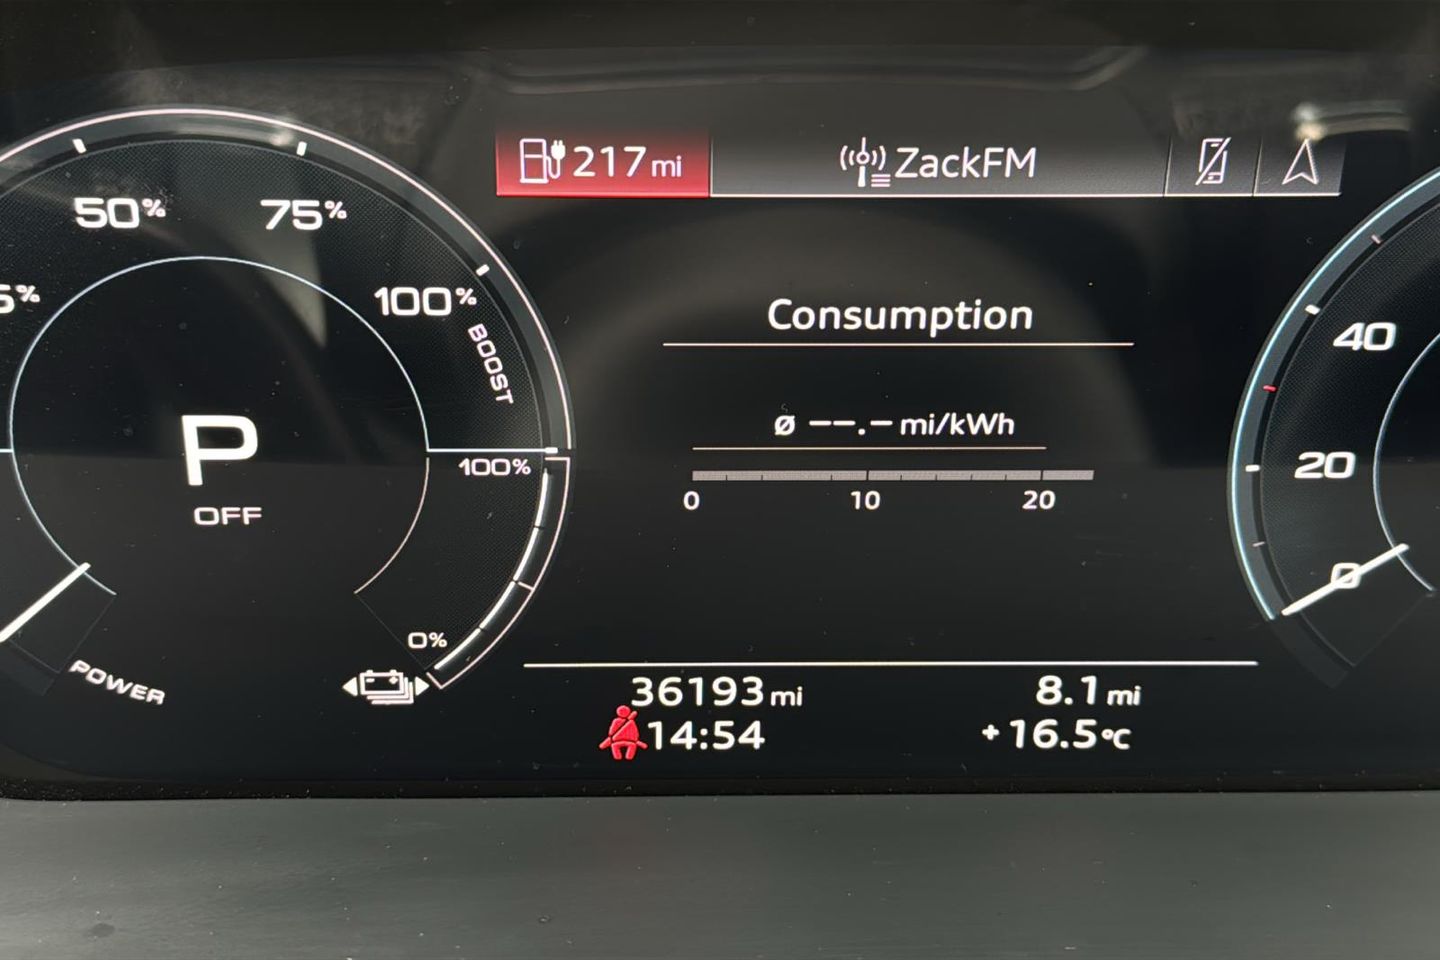 217 mi
ZackFM
50%
75%
100%
BOOST
Consumption
ø --.- mi/kWh
0 10 20
P
OFF
100%
0%
POWER
40
20
0
36193 mi
8.1 mi
14:54
+16.5°C